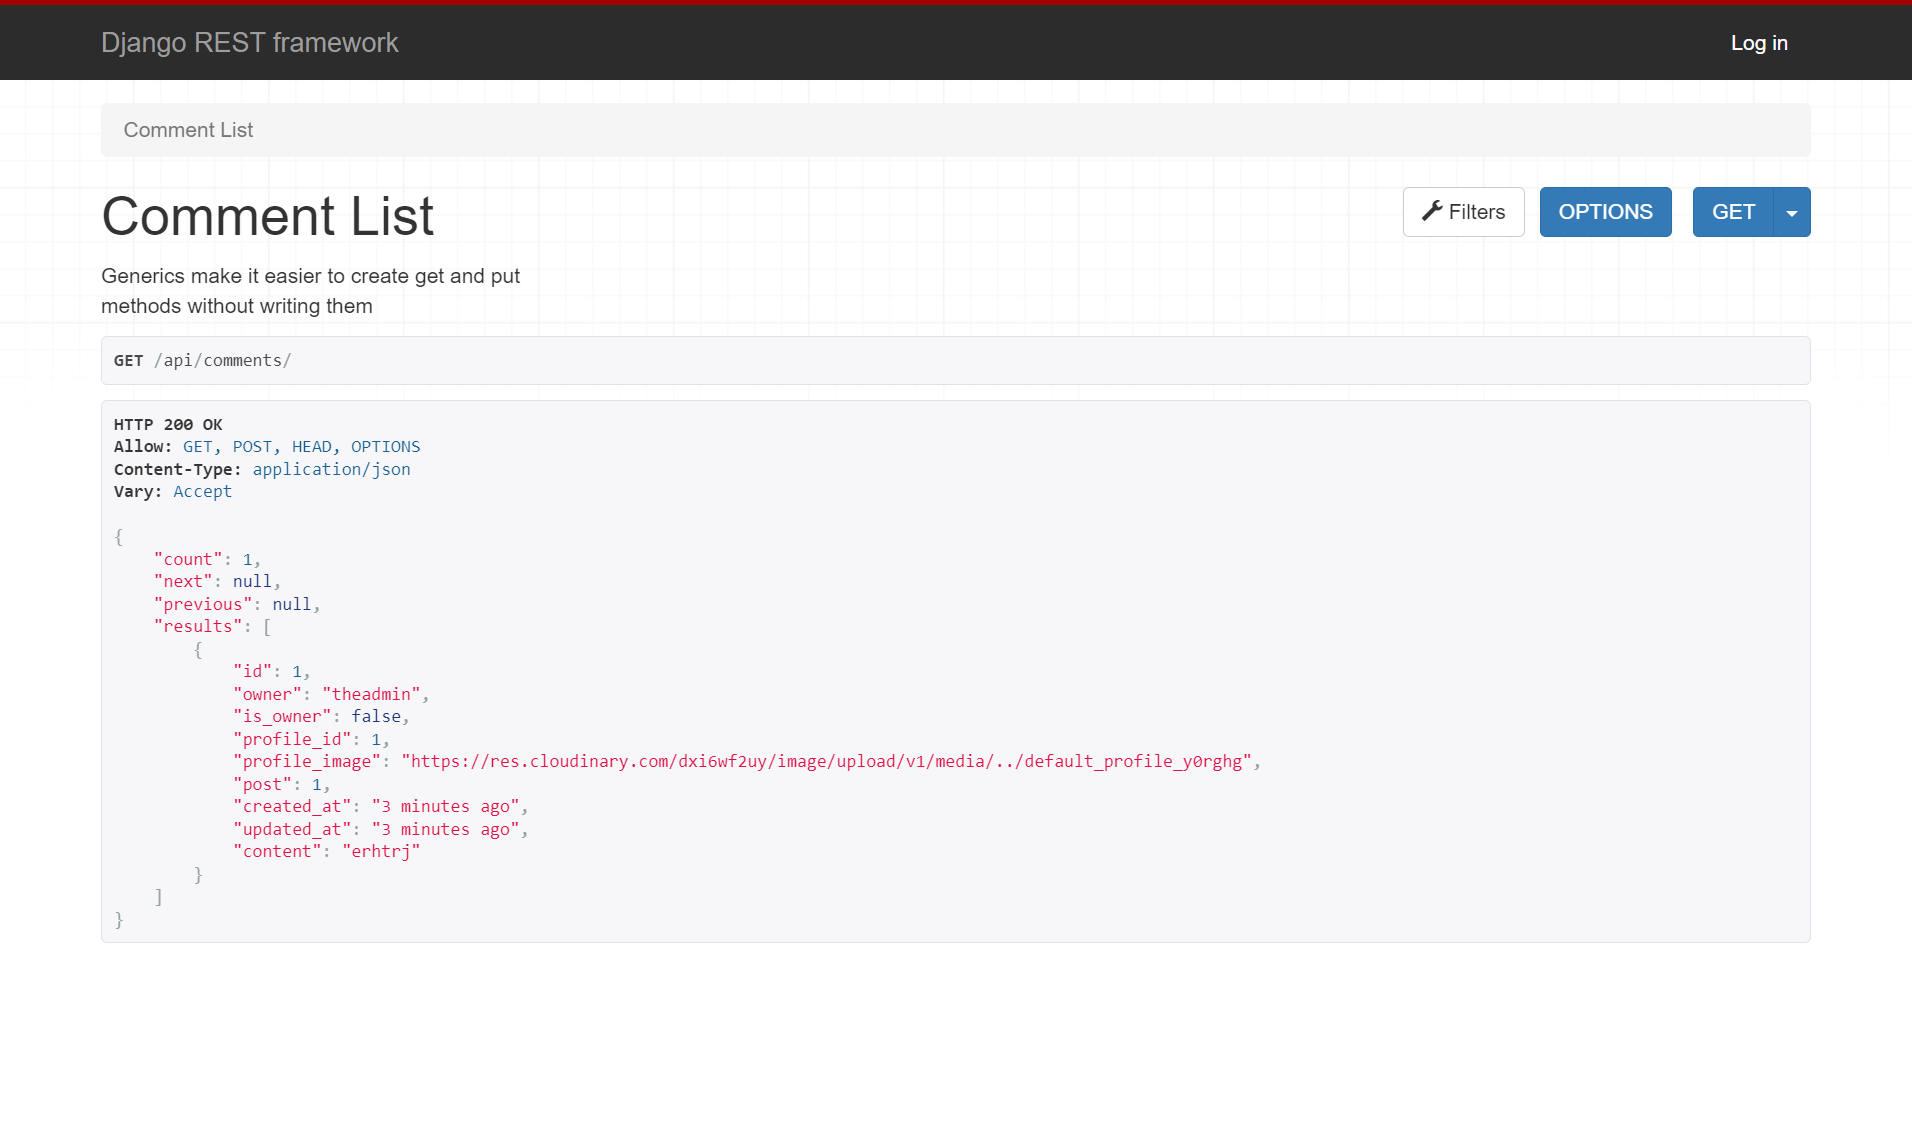 Django REST framework
Log in
Comment List
Comment List
Filters
OPTIONS
GET
Generics make it easier to create get and put
methods without writing them
GET /api/comments/
HTTP 200 OK
Allow: GET, POST, HEAD, OPTIONS
Content-Type: application/json
Vary: Accept
{
    "count": 1,
    "next": null,
    "previous": null,
    "results": [
        {
            "id": 1,
            "owner": "theadmin",
            "is_owner": false,
            "profile_id": 1,
            "profile_image": "https://res.cloudinary.com/dxi6wf2uy/image/upload/v1/media/../default_profile_y0rghg",
            "post": 1,
            "created_at": "3 minutes ago",
            "updated_at": "3 minutes ago",
            "content": "erhtrj"
        }
    ]
}